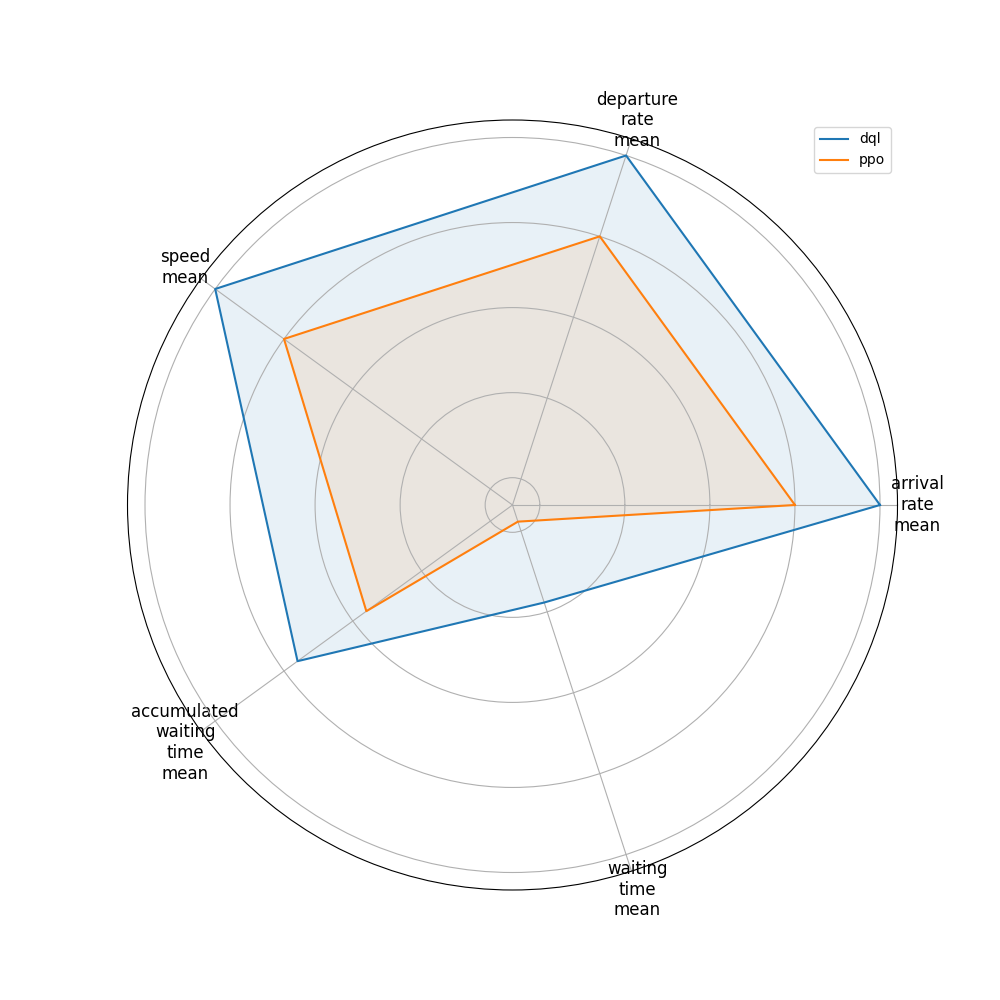 departure
rate
mean
dql
ppo
speed
mean
arrival
rate
mean
accumulated
waiting
time
mean
waiting
time
mean